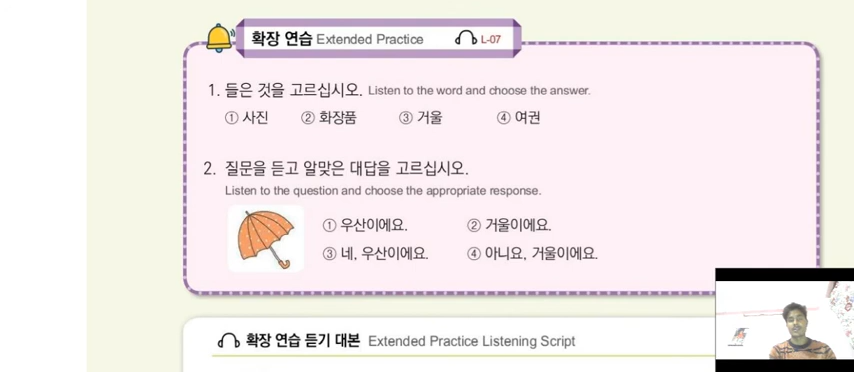 확장 연습 Extended Practice L-07
1. 들은 것을 고르십시오. Listen to the word and choose the answer.
① 사진 ② 화장품 ③ 거울 ④ 여권
2. 질문을 듣고 알맞은 대답을 고르십시오.
Listen to the question and choose the appropriate response.
① 우산이에요. ② 거울이에요.
③ 네, 우산이에요. ④ 아니요, 거울이에요.
확장 연습 듣기 대본 Extended Practice Listening Script